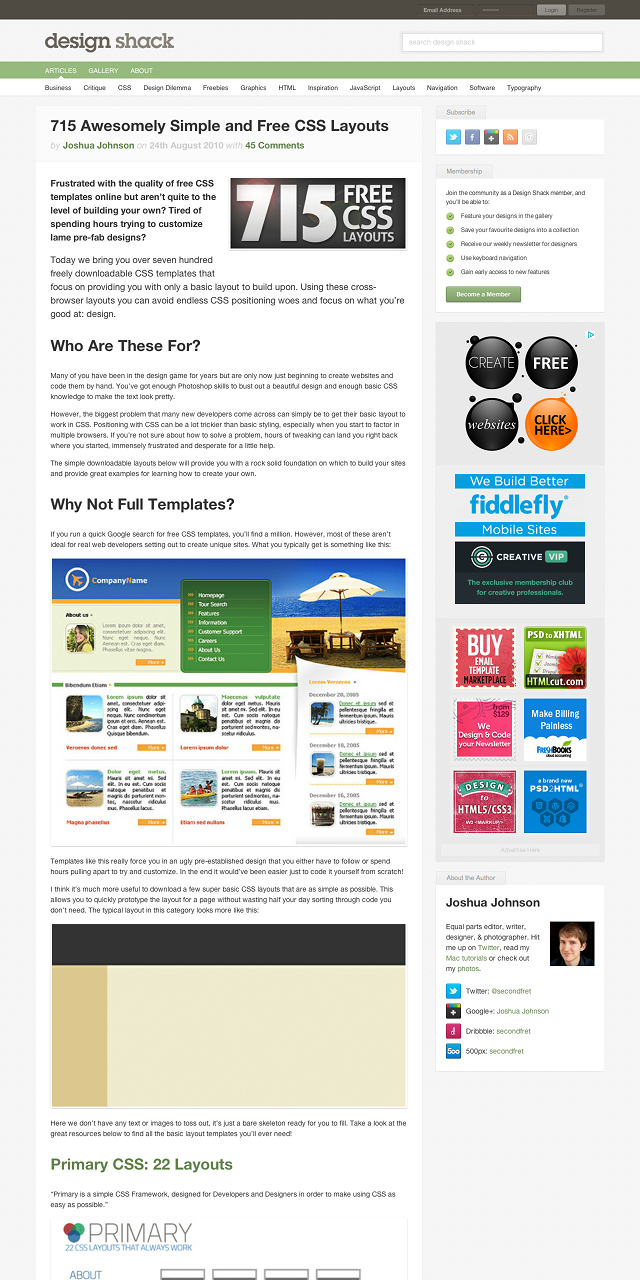 Email Address
Login
Register
design shack
search design shack
ARTICLES GALLERY ABOUT
Business Critique CSS Design Dilemma Freebies Graphics HTML Inspiration JavaScript Layouts Navigation Software Typography
715 Awesomely Simple and Free CSS Layouts
by Joshua Johnson on 24th August 2010 with 45 Comments
Frustrated with the quality of free CSS
templates online but aren't quite to the
level of building your own? Tired of
spending hours trying to customize
lame pre-fab designs?
715 FREE
CSS
LAYOUTS
Today we bring you over seven hundred
freely downloadable CSS templates that
focus on providing you with only a basic layout to build upon. Using these cross-
browser layouts you can avoid endless CSS positioning woes and focus on what you're
good at: design.
Who Are These For?
Many of you have been in the design game for years but are only now just beginning to create websites and
code them by hand. You've got enough Photoshop skills to bust out a beautiful design and enough basic CSS
knowledge to make the text look pretty.
However, the biggest problem that many new developers come across can simply be to get their basic layout to
work in CSS. Positioning with CSS can be a lot trickier than basic styling, especially when you start to factor in
multiple browsers. If you're not sure about how to solve a problem, hours of tweaking can land you right back
where you started, immensely frustrated and desperate for a little help.
The simple downloadable layouts below will provide you with a rock solid foundation on which to build your sites
and provide great examples for learning how to create your own.
Why Not Full Templates?
If you run a quick Google search for free CSS templates, you'll find a million. However, most of these aren't
ideal for real web developers setting out to create unique sites. What you typically get is something like this:
CompanyName
Homepage
Tour Search
Features
Information
Customer Support
Careers
About Us
Contact Us
About us
Lorem ipsum dolor sit amet, consectetuer adipiscing elit. Nunc eget neque. Nunc Aenean. Cras eget diam. Phasellus vitae magna.
More
Bibendum Etiam
Lorem ipsum dolor sit
Veromas donec sed
More
Maecenas vulputate
Lorem ipsum dolor
More
Dolor eget metus.
Magna phasellus
More
Lorem ipsum. Mauris
Etiam sed nullam
More
Lorem Veroeos
December 20, 2005
More
December 18, 2005
More
December 16, 2005
More
Templates like this really force you in an ugly pre-established design that you either have to follow or spend
hours pulling apart to try and customize. In the end it would've been easier just to code it yourself from scratch!
I think it's much more useful to download a few super basic CSS layouts that are as simple as possible. This
allows you to quickly prototype the layout for a page without wasting half your day sorting through code you
don't need. The typical layout in this category looks more like this:
Here we don't have any text or images to toss out, it's just a bare skeleton ready for you to fill. Take a look at the
great resources below to find all the basic layout templates you'll ever need!
Primary CSS: 22 Layouts
"Primary is a simple CSS Framework, designed for Developers and Designers in order to make using CSS as
easy as possible."
PRIMARY
22 CSS LAYOUTS THAT ALWAYS WORK
ABOUT
Subscribe
Membership
Join the community as a Design Shack member, and
you'll be able to:
Feature your designs in the gallery
Save your favourite designs into a collection
Receive our weekly newsletter for designers
Use keyboard navigation
Gain early access to new features
Become a Member
CREATE
FREE
websites
CLICK
HERE>
We Build Better
fiddlefly
Mobile Sites
CREATIVE VIP
The exclusive membership club
for creative professionals.
BUY
EMAIL
TEMPLATE
MARKETPLACE
PSD to XHTML
HTMLcut.com
from
$129
We
Design & Code
your Newsletter
Make Billing
Painless
FRESHBOOKS
cloud accounting
DESIGN
to
HTML5/CSS3
W3 MARKUP
a brand new
PSD2HTML
Advertise Here
About the Author
Joshua Johnson
Equal parts editor, writer,
designer, & photographer. Hit
me up on Twitter, read my
Mac tutorials or check out
my photos.
Twitter: @secondfret
Google+: Joshua Johnson
Dribbble: secondfret
500px: secondfret